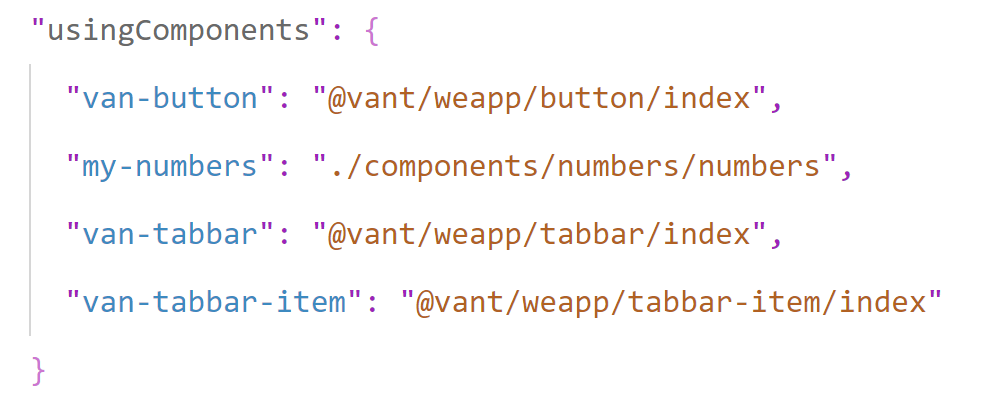 "usingComponents": {
"van-button": "@vant/weapp/button/index",
"my-numbers": "./components/numbers/numbers",
"van-tabbar": "@vant/weapp/tabbar/index",
"van-tabbar-item": "@vant/weapp/tabbar-item/index"
}